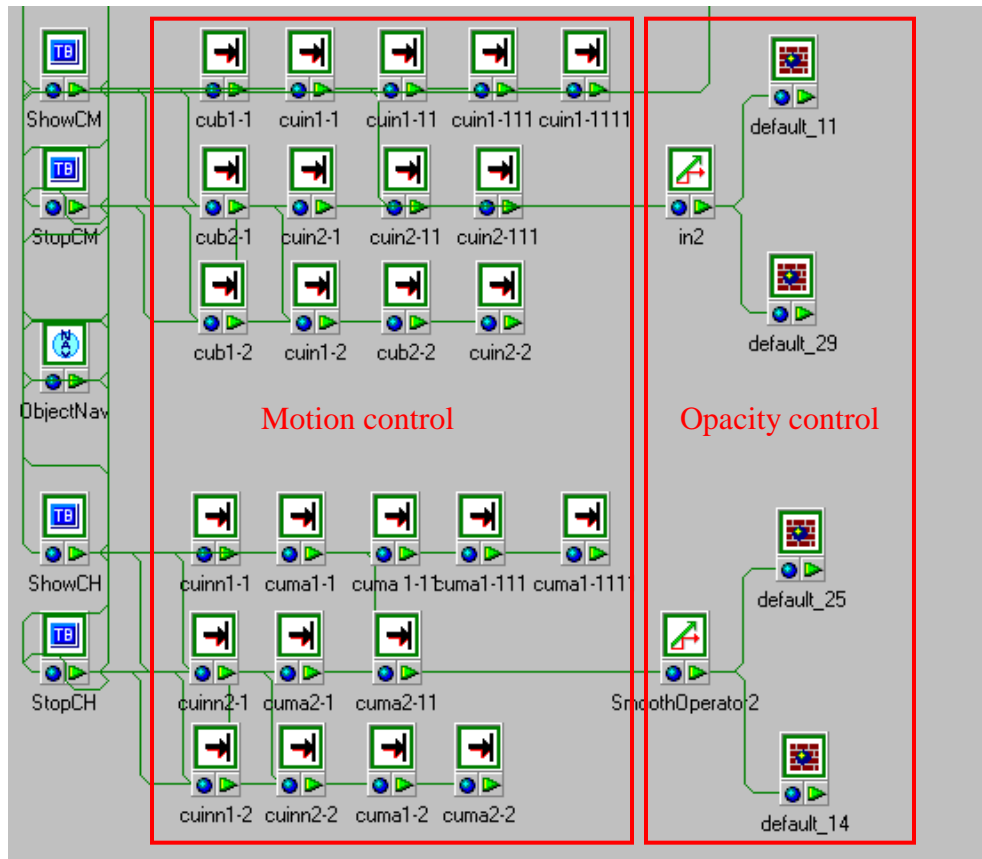 ShowCM
cub1-1 cuin1-1 cuin1-11 cuin1-111 cuin1-1111
default_11
StopCM
cub2-1 cuin2-1 cuin2-11 cuin2-111
in2
cub1-2 cuin1-2 cub2-2 cuin2-2
default_29
ObjectNav
Motion control
Opacity control
ShowCH
cuinn1-1 cuma1-1 cuma 1-11 cuma1-111 cuma1-1111
default_25
StopCH
cuinn2-1 cuma2-1 cuma2-11
SmoothOperator2
cuinn1-2 cuinn2-2 cuma1-2 cuma2-2
default_14